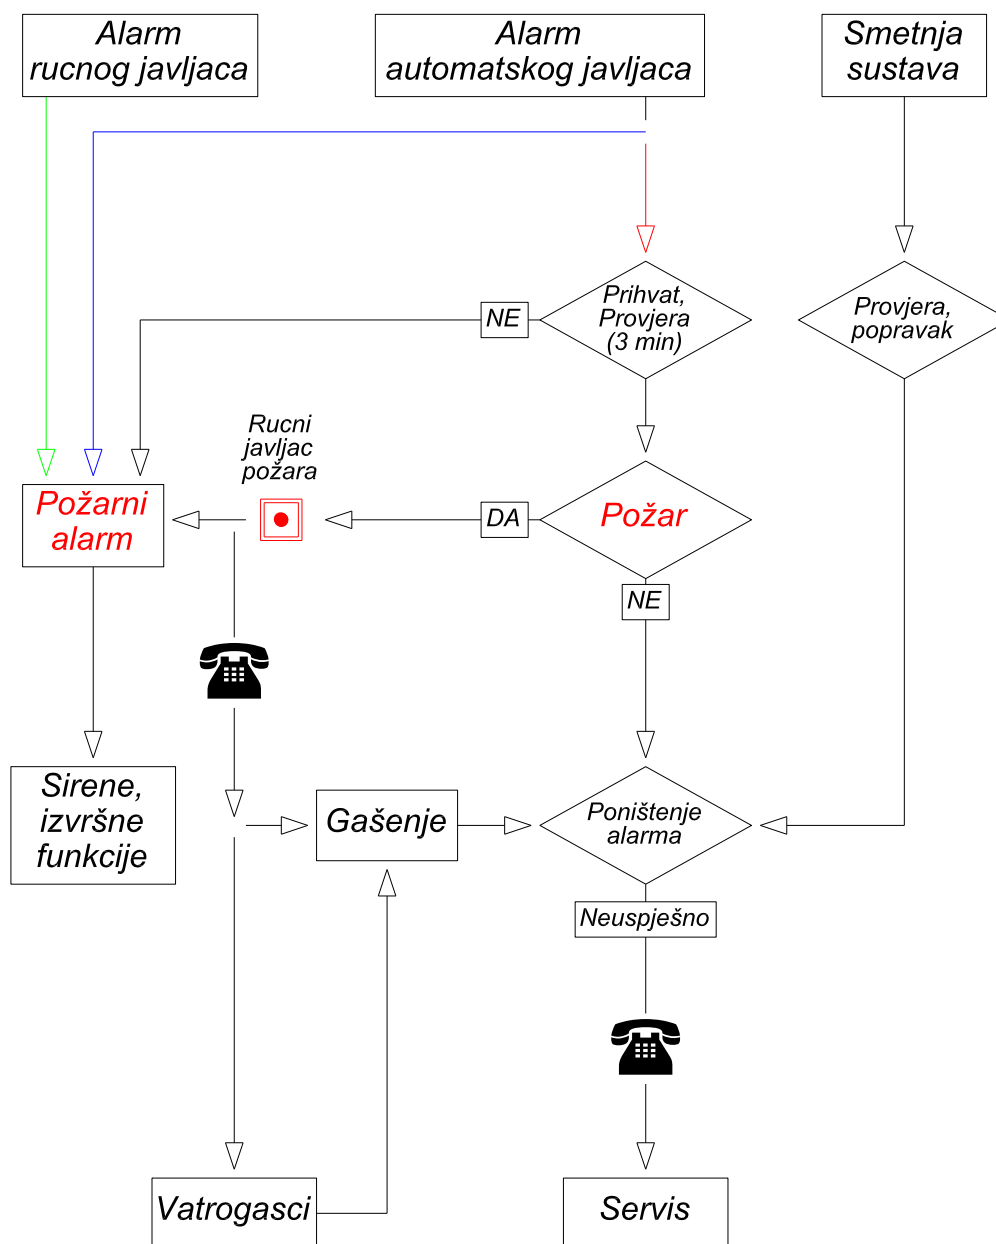 Alarm
rucnog javljaca
Alarm
automatskog javljaca
Smetnja
sustava
Prihvat,
Provjera
(3 min)
NE
Provjera,
popravak
Rucni
javljac
požara
Požarni
alarm
DA
Požar
NE
Sirene,
izvršne
funkcije
Gašenje
Poništenje
alarma
Neuspješno
Vatrogasci
Servis